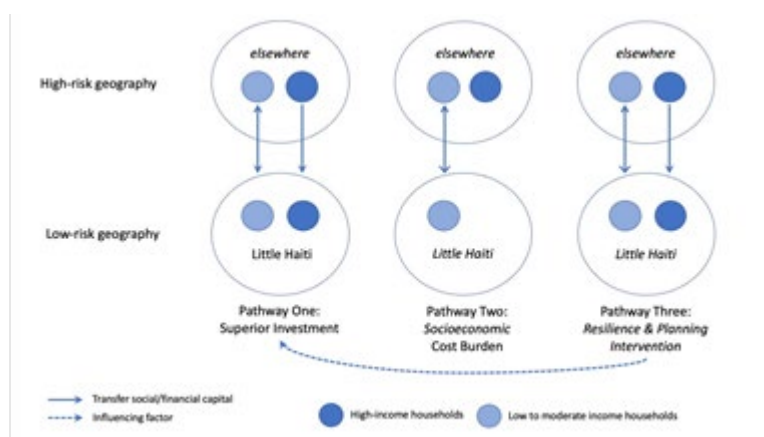 elsewhere
elsewhere
elsewhere
High-risk geography
Low-risk geography
Little Haiti
Little Haiti
Little Haiti
Pathway One:
Superior Investment
Pathway Two:
Socioeconomic
Cost Burden
Pathway Three:
Resilience & Planning
Intervention
Transfer social/financial capital
Influencing factor
High-income households
Low to moderate income households